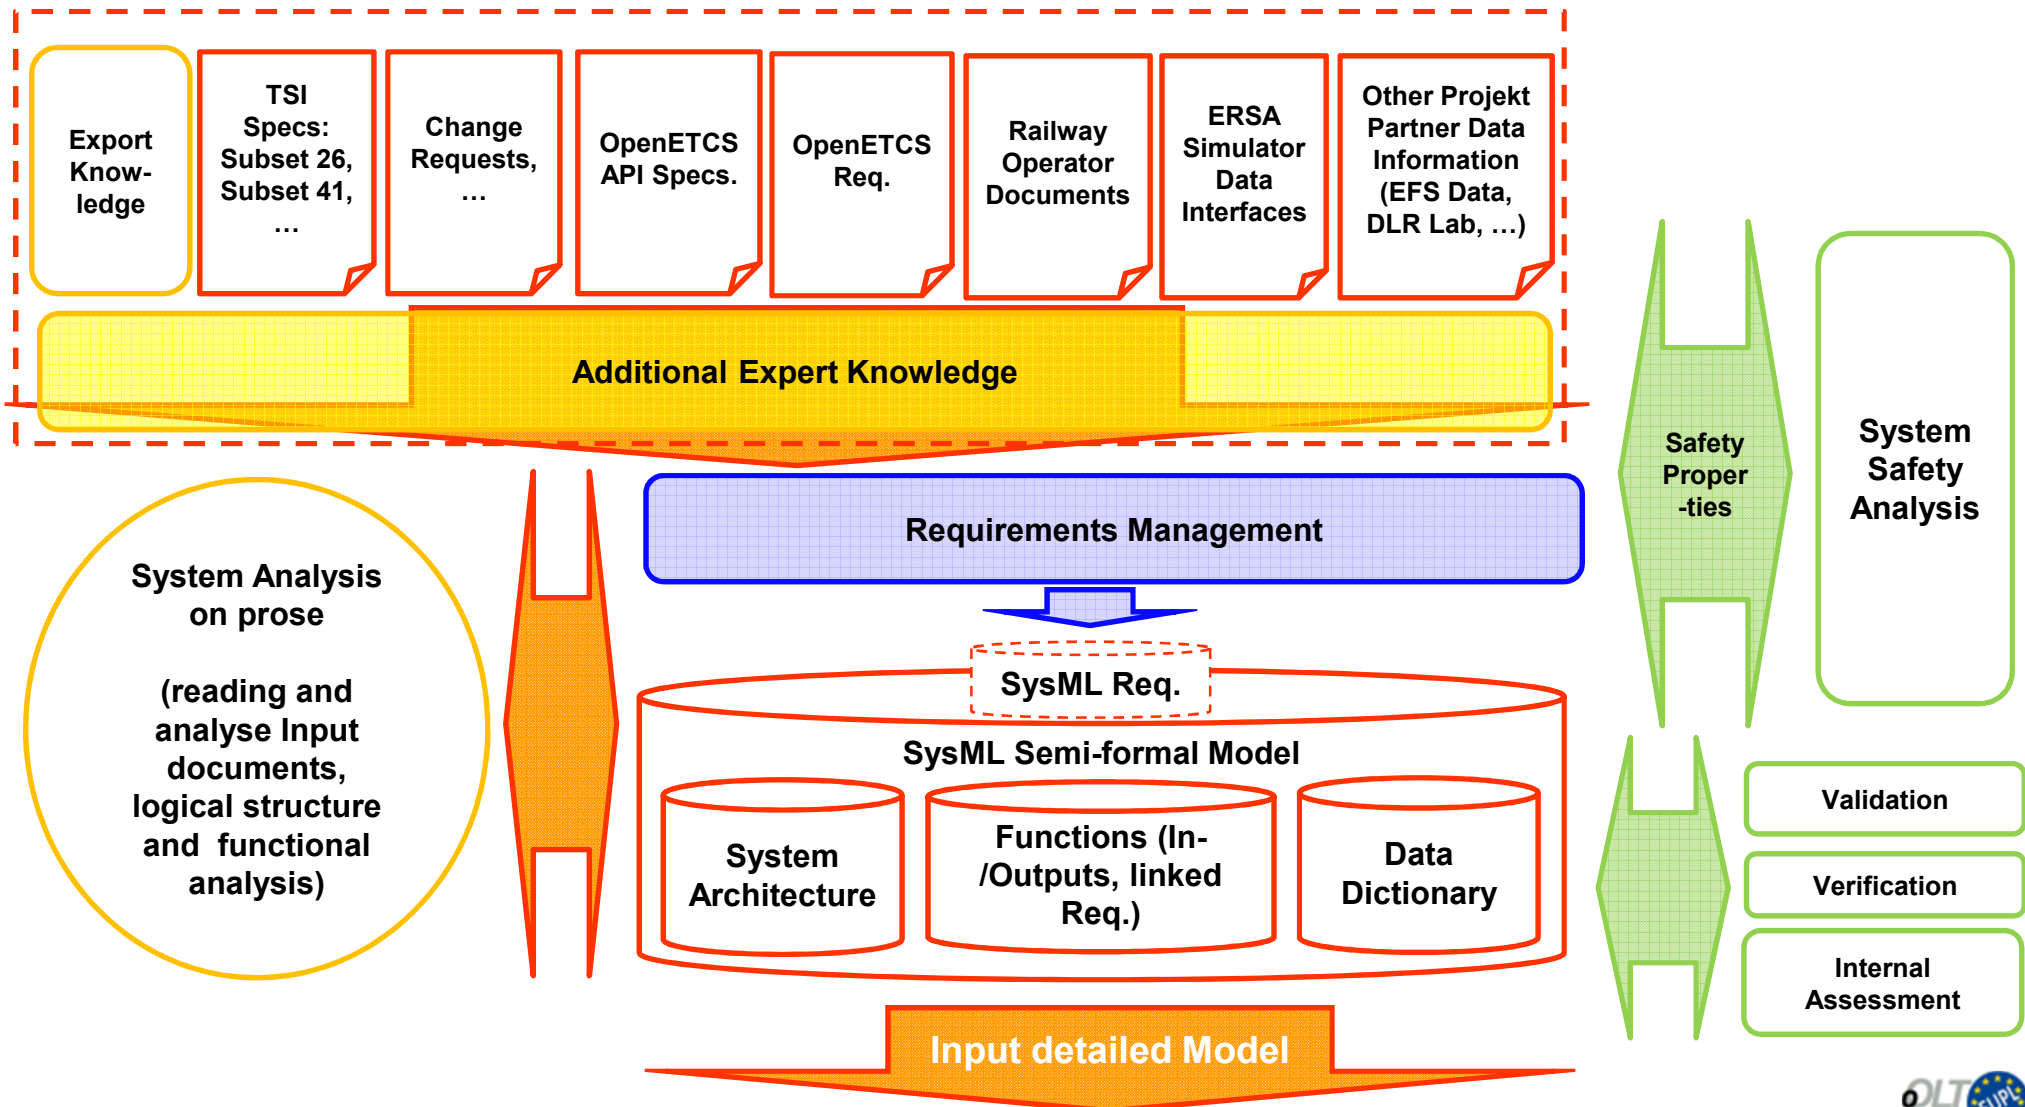 Export
Know-
ledge
TSI
Specs:
Subset 26,
Subset 41,
…
Change
Requests,
…
OpenETCS
API Specs.
OpenETCS
Req.
Railway
Operator
Documents
ERSA
Simulator
Data
Interfaces
Other Projekt
Partner Data
Information
(EFS Data,
DLR Lab, …)
Additional Expert Knowledge
Safety
Proper
-ties
System
Safety
Analysis
Requirements Management
System Analysis
on prose
(reading and
analyse Input
documents,
logical structure
and functional
analysis)
SysML Req.
SysML Semi-formal Model
System
Architecture
Functions (In-
/Outputs, linked
Req.)
Data
Dictionary
Validation
Verification
Internal
Assessment
Input detailed Model
OLT
EUPL